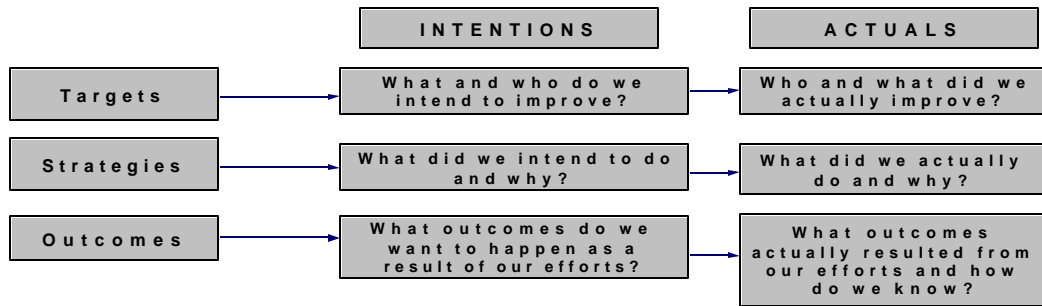 INTENTIONS
ACTUALS
Targets
What and who do we
intend to improve?
Who and what did we
actually improve?
Strategies
What did we intend to do
and why?
What did we actually
do and why?
Outcomes
What outcomes do we
want to happen as a
result of our efforts?
What outcomes
actually resulted from
our efforts and how
do we know?